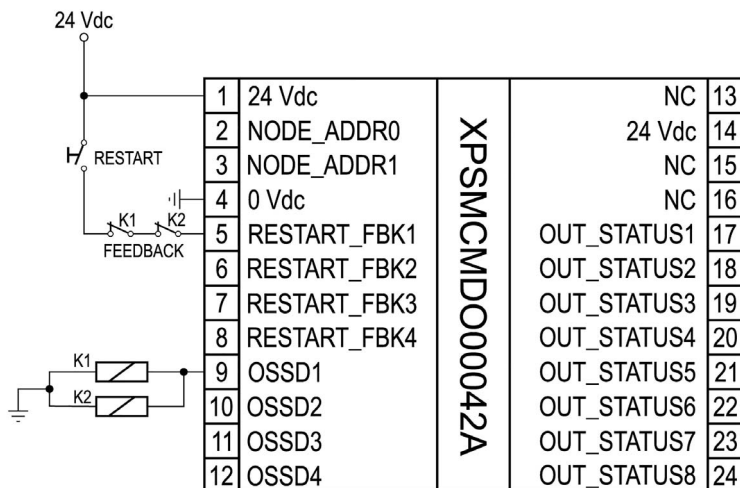 24 Vdc
1 24 Vdc NC 13
2 NODE_ADDR0 24 Vdc 14
RESTART 3 NODE_ADDR1 NC 15
4 0 Vdc NC 16
K1 K2 5 RESTART_FBK1 OUT_STATUS1 17
FEEDBACK
6 RESTART_FBK2 OUT_STATUS2 18
7 RESTART_FBK3 OUT_STATUS3 19
8 RESTART_FBK4 OUT_STATUS4 20
K1 9 OSSD1 OUT_STATUS5 21
K2 10 OSSD2 OUT_STATUS6 22
11 OSSD3 OUT_STATUS7 23
12 OSSD4 OUT_STATUS8 24
XPSMCMDO00042A